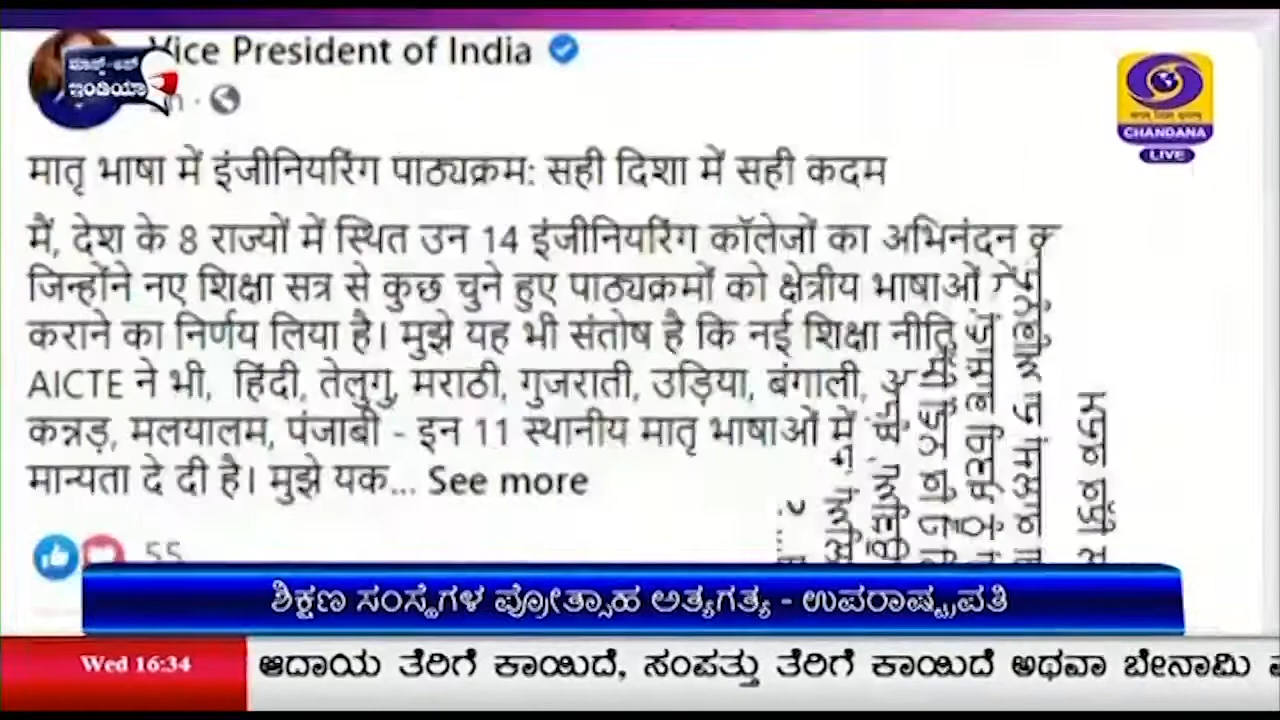 Vice President of India
ಮಾರ್ಚ್ ಆಫ್
ಇಂಡಿಯಾ
CHANDANA
LIVE
मातृ भाषा में इंजीनियरिंग पाठ्यक्रम: सही दिशा में सही कदम
मैं, देश के 8 राज्यों में स्थित उन 14 इंजीनियरिंग कॉलेजों का अभिनंदन
जिन्होंने नए शिक्षा सत्र से कुछ चुने हुए पाठ्यक्रमों को क्षेत्रीय भाषाओं
कराने का निर्णय लिया है। मुझे यह भी संतोष है कि नई शिक्षा नीति
AICTE ने भी, हिंदी, तेलुगु, मराठी, गुजराती, उड़िया, बंगाली,
कन्नड़, मलयालम, पंजाबी - इन 11 स्थानीय मातृ भाषाओं में
मान्यता दे दी है। मुझे यक... See more
55
ಶಿಕ್ಷಣ ಸಂಸ್ಥೆಗಳ ಪ್ರೋತ್ಸಾಹ ಅತ್ಯಗತ್ಯ - ಉಪರಾಷ್ಟ್ರಪತಿ
Wed 16:34 ಆದಾಯ ತೆರಿಗೆ ಕಾಯಿದೆ, ಸಂಪತ್ತು ತೆರಿಗೆ ಕಾಯಿದೆ ಅಥವಾ ಬೇನಾಮಿ